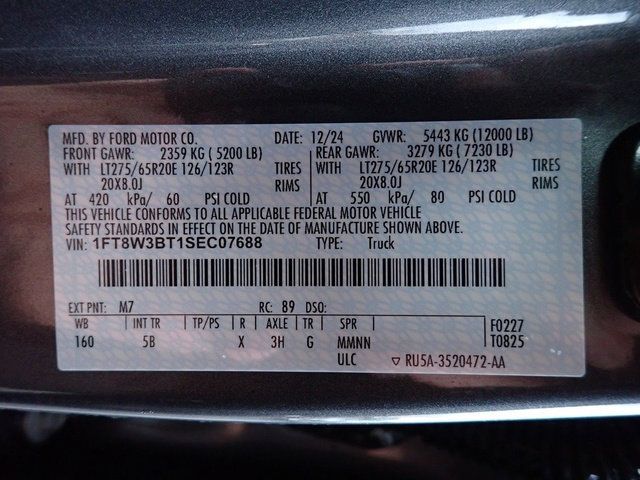 MFD. BY FORD MOTOR CO. DATE: 12/24 GVWR: 5443 KG (12000 LB)
FRONT GAWR: 2359 KG (5200 LB) REAR GAWR: 3279 KG (7230 LB)
WITH LT275/65R20E 126/123R TIRES WITH LT275/65R20E 126/123R TIRES
20X8.0J RIMS 20X8.0J RIMS
AT 420 kPa/ 60 PSI COLD AT 550 kPa/ 80 PSI COLD
THIS VEHICLE CONFORMS TO ALL APPLICABLE FEDERAL MOTOR VEHICLE
SAFETY STANDARDS IN EFFECT ON THE DATE OF MANUFACTURE SHOWN ABOVE.
VIN: 1FT8W3BT1SEC07688 TYPE: Truck
EXT PNT: M7 RC: 89 DSO:
WB INT TR TP/PS R AXLE TR SPR F0227
160 5B X 3H G MMNN T0825
ULC ▽ RU5A-3520472-AA